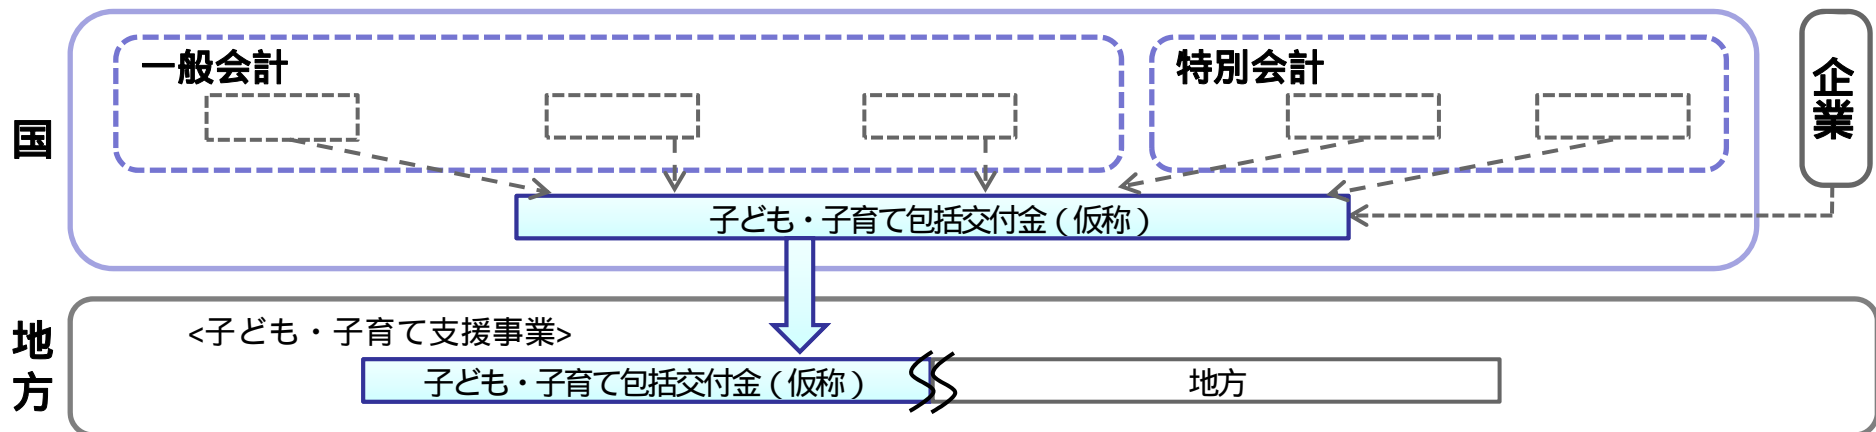 一般会計
特別会計
企業
国
子ども・子育て包括交付金(仮称)
地方
<子ども・子育て支援事業>
子ども・子育て包括交付金(仮称)
地方